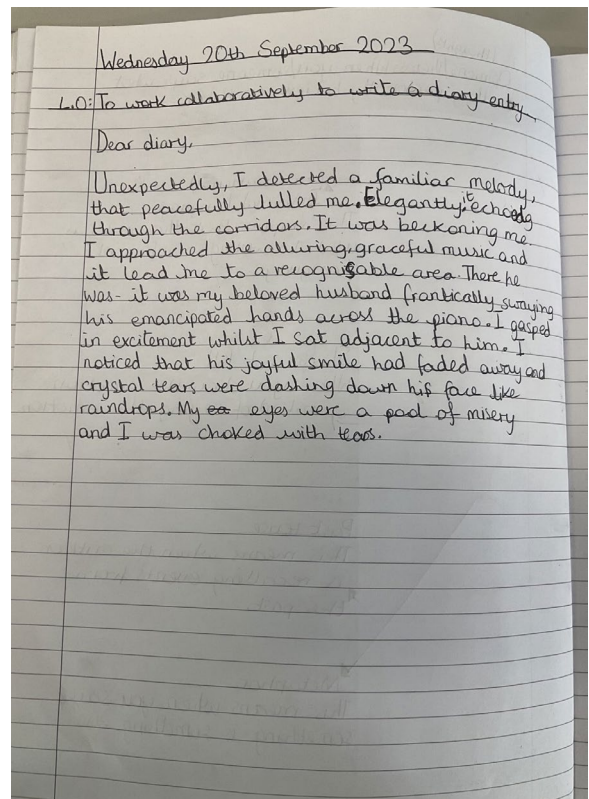 Wednesday 20th September 2023
L.O: To work collaboratively to write a diary entry.
Dear diary,
Unexpectedly, I detected a familiar melody,
that peacefully lulled me. Elegantly, it echoed
through the corridors. It was beckoning me.
I approached the alluring, graceful music and
it lead me to a recognisable area. There he
was - it was my beloved husband frantically swaying
his emancipated hands across the piano. I gasped
in excitement whilst I sat adjacent to him. I
noticed that his joyful smile had faded away and
crystal tears were dashing down his face like
raindrops. My eyes were a pool of misery
and I was choked with tears.